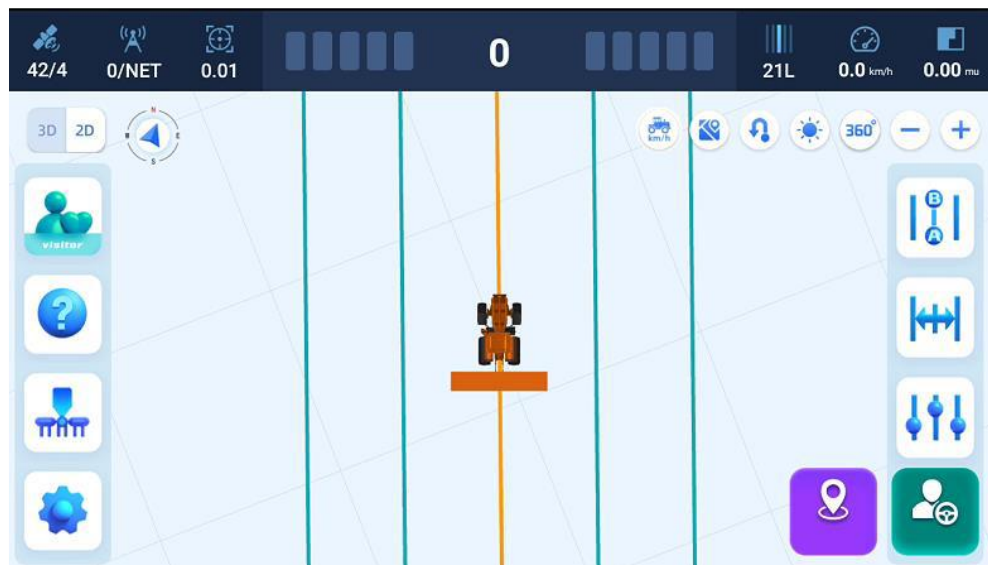 42/4
0/NET
0.01
0
21L
0.0 km/h
0.00 mu
3D 2D
N
E
S
km/h
360°
visitor
?
B
A